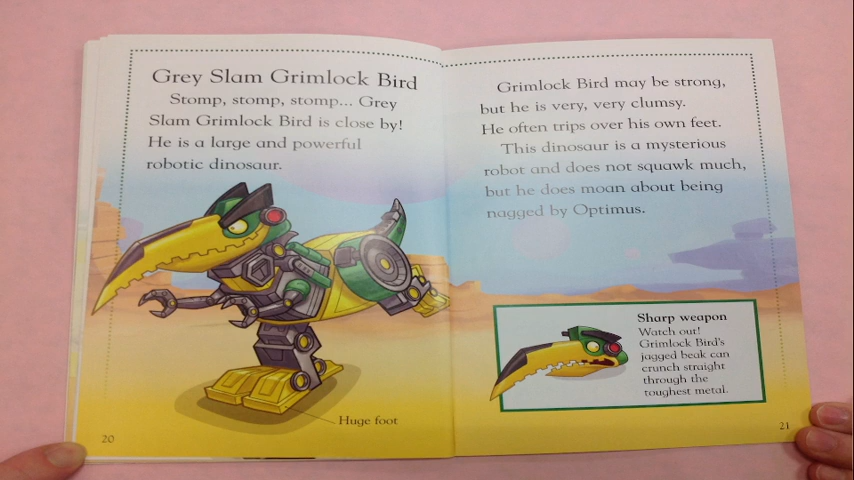 Grey Slam Grimlock Bird
Stomp, stomp, stomp... Grey
Slam Grimlock Bird is close by!
He is a large and powerful
robotic dinosaur.
Huge foot
20
Grimlock Bird may be strong,
but he is very, very clumsy.
He often trips over his own feet.
This dinosaur is a mysterious
robot and does not squawk much,
but he does moan about being
nagged by Optimus.
Sharp weapon
Watch out!
Grimlock Bird's
jagged beak can
crunch straight
through the
toughest metal.
21